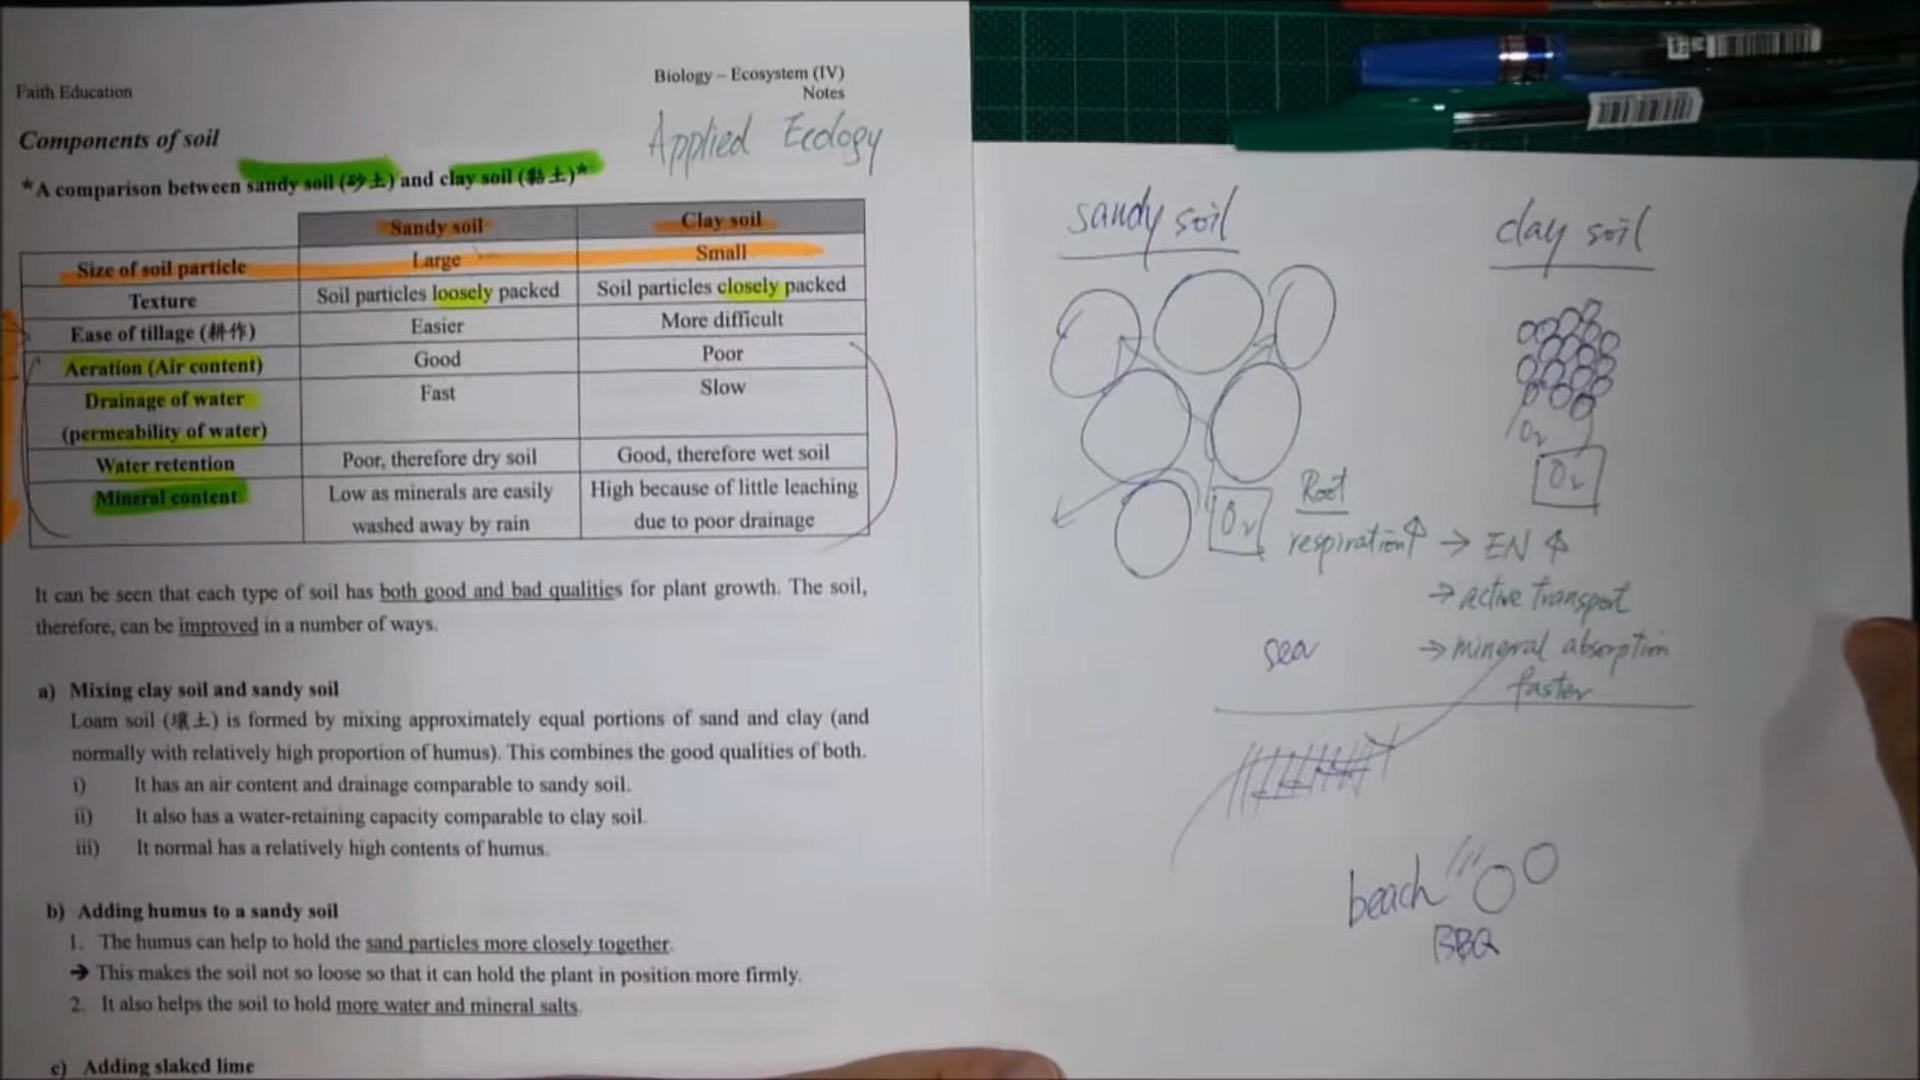 Faith Education
Biology – Ecosystem (IV)
Notes
Applied Ecology
Components of soil
*A comparison between sandy soil (砂土) and clay soil (黏土)*
Sandy soil Clay soil
Size of soil particle Large Small
Texture Soil particles loosely packed Soil particles closely packed
Ease of tillage (耕作) Easier More difficult
Aeration (Air content) Good Poor
Drainage of water Fast Slow
(permeability of water)
Water retention Poor, therefore dry soil Good, therefore wet soil
Mineral content Low as minerals are easily High because of little leaching
washed away by rain due to poor drainage
It can be seen that each type of soil has both good and bad qualities for plant growth. The soil,
therefore, can be improved in a number of ways.
a) Mixing clay soil and sandy soil
Loam soil (壤土) is formed by mixing approximately equal portions of sand and clay (and
normally with relatively high proportion of humus). This combines the good qualities of both.
i) It has an air content and drainage comparable to sandy soil.
ii) It also has a water-retaining capacity comparable to clay soil.
iii) It normal has a relatively high contents of humus.
b) Adding humus to a sandy soil
1. The humus can help to hold the sand particles more closely together.
➔ This makes the soil not so loose so that it can hold the plant in position more firmly.
2. It also helps the soil to hold more water and mineral salts.
c) Adding slaked lime
sandy soil
clay soil
O₂
O₂
O₂
Root
respiration↑ → EN ↑
→ active transport
→ mineral absorption
faster
sea
beach
BBQ